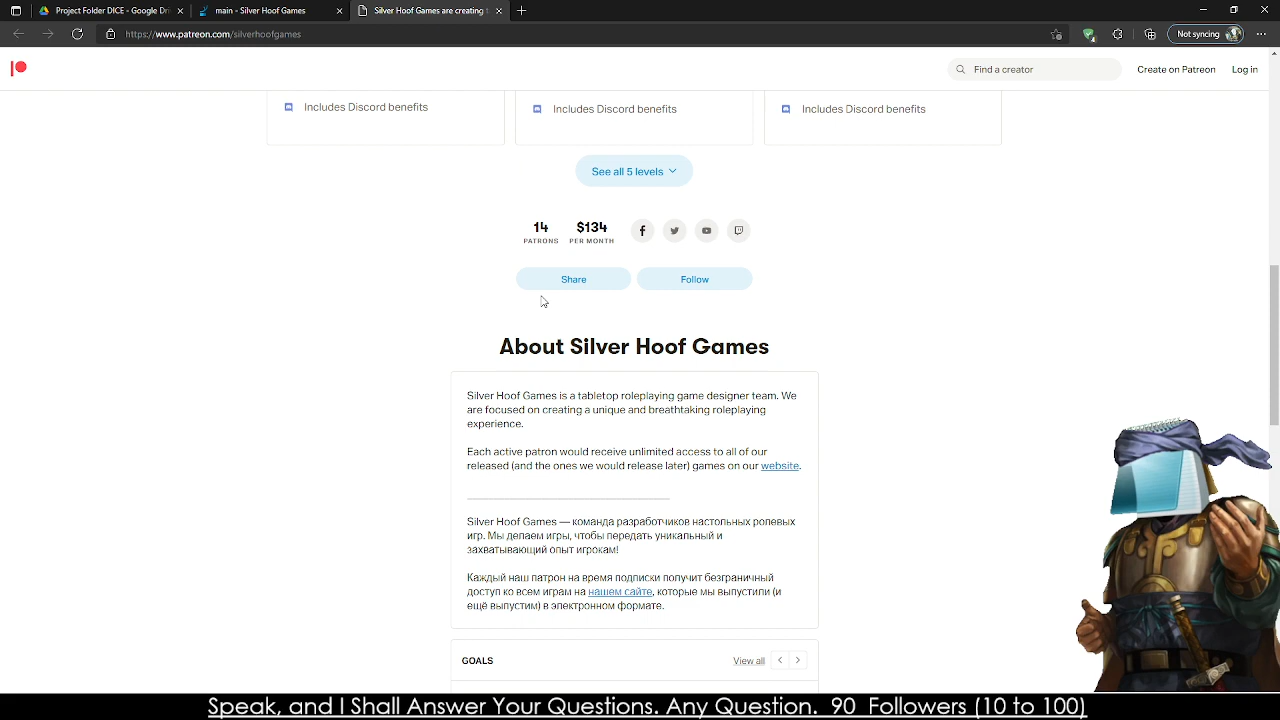 Project Folder DICE - Google Driv
main - Silver Hoof Games
Silver Hoof Games are creating
https://www.patreon.com/silverhoofgames
Not syncing
Find a creator
Create on Patreon
Log in
Includes Discord benefits
Includes Discord benefits
Includes Discord benefits
See all 5 levels
14 $134
PATRONS PER MONTH
Share
Follow
About Silver Hoof Games
Silver Hoof Games is a tabletop roleplaying game designer team. We
are focused on creating a unique and breathtaking roleplaying
experience.
Each active patron would receive unlimited access to all of our
released (and the ones we would release later) games on our website.
Silver Hoof Games — команда разработчиков настольных ролевых
игр. Мы делаем игры, чтобы передать уникальный и
захватывающий опыт игрокам!
Каждый наш патрон на время подписки получит безграничный
доступ ко всем играм на нашем сайте, которые мы выпустили (и
ещё выпустим) в электронном формате.
GOALS
View all
Speak, and I Shall Answer Your Questions. Any Question. 90 Followers (10 to 100)